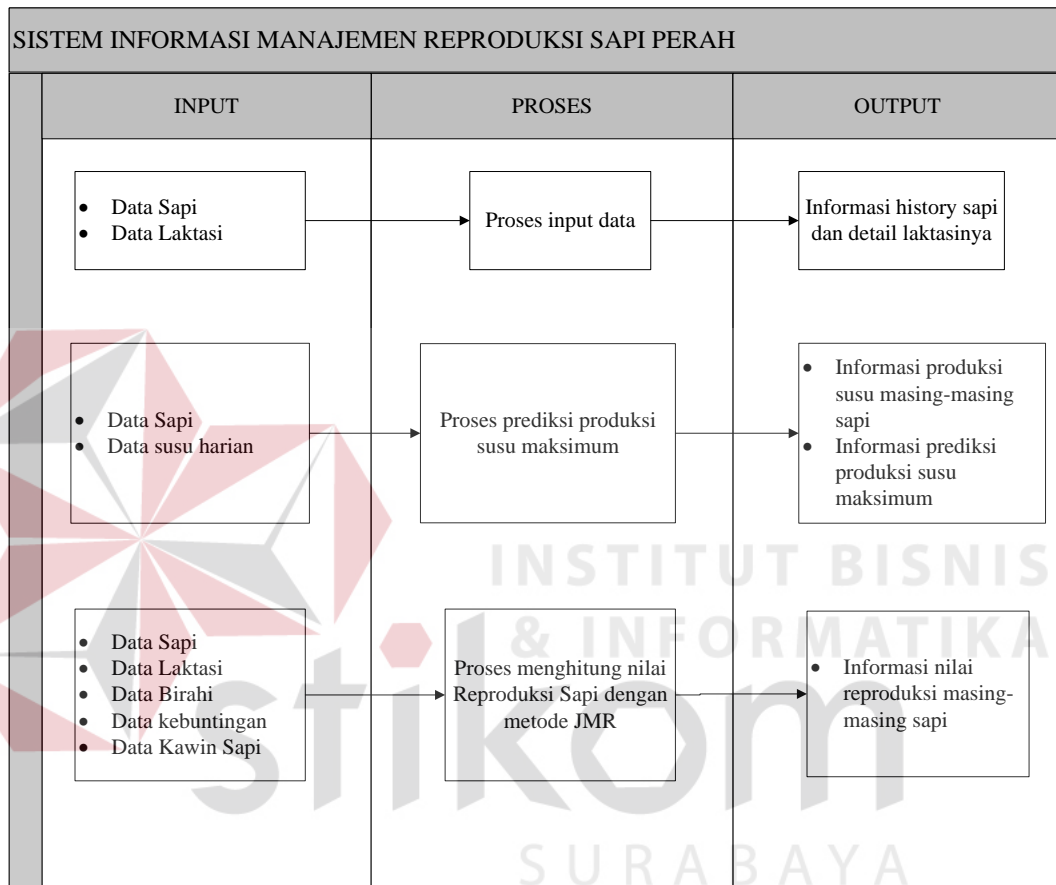 SISTEM INFORMASI MANAJEMEN REPRODUKSI SAPI PERAH
INPUT
PROSES
OUTPUT
• Data Sapi
• Data Laktasi
Proses input data
Informasi history sapi
dan detail laktasinya
• Data Sapi
• Data susu harian
Proses prediksi produksi
susu maksimum
• Informasi produksi
susu masing-masing
sapi
• Informasi prediksi
produksi susu
maksimum
• Data Sapi
• Data Laktasi
• Data Birahi
• Data kebuntingan
• Data Kawin Sapi
Proses menghitung nilai
Reproduksi Sapi dengan
metode JMR
• Informasi nilai
reproduksi masing-
masing sapi
INSTITUT BISNIS
& INFORMATIKA
stikom
SURABAYA